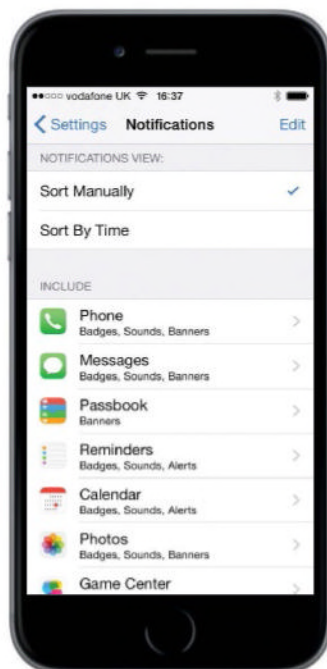 vodafone UK 16:37
Settings Notifications Edit
NOTIFICATIONS VIEW:
Sort Manually
Sort By Time
INCLUDE
Phone
Badges, Sounds, Banners
Messages
Badges, Sounds, Banners
Passbook
Banners
Reminders
Badges, Sounds, Alerts
Calendar
Badges, Sounds, Alerts
Photos
Badges, Sounds, Banners
Game Center